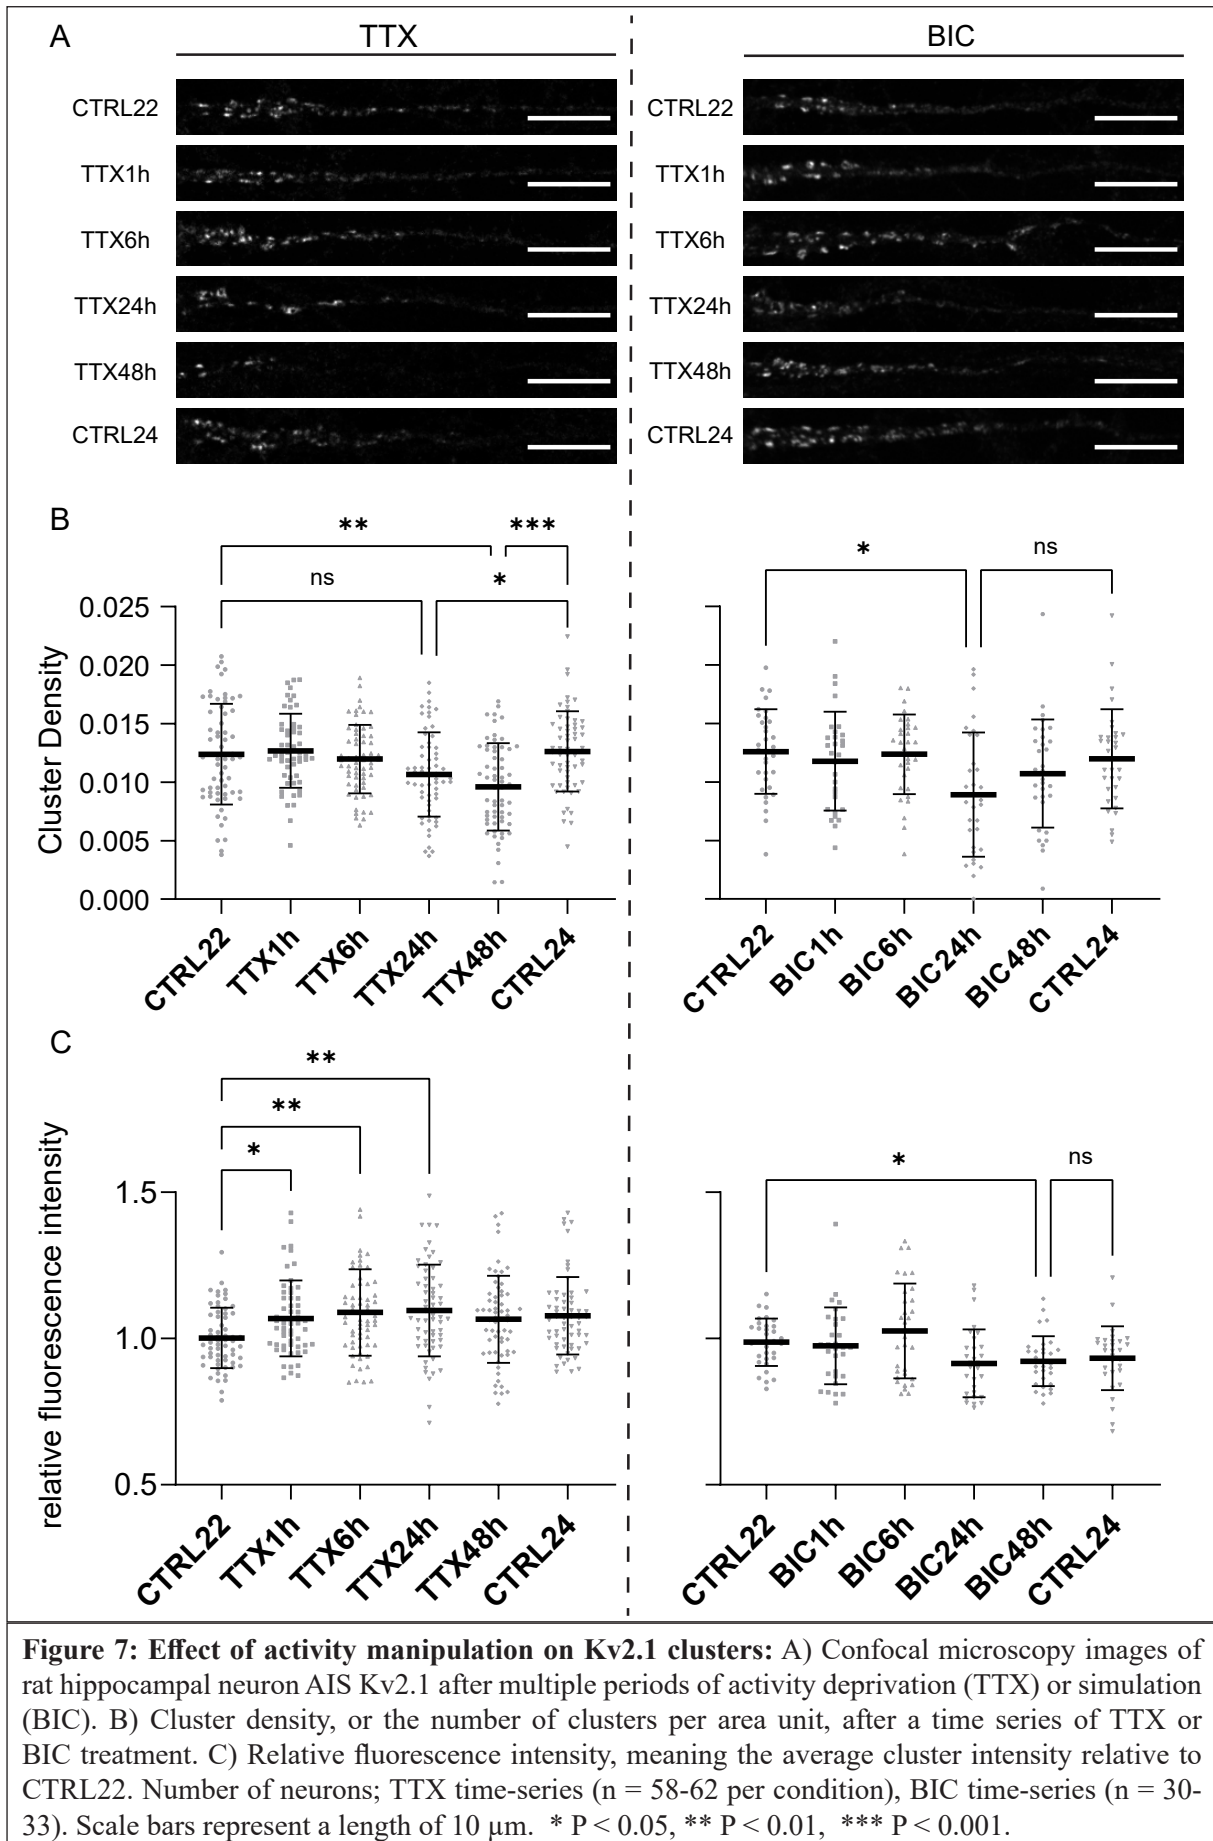 A
TTX
BIC
CTRL22
TTX1h
TTX6h
TTX24h
TTX48h
CTRL24
CTRL22
TTX1h
TTX6h
TTX24h
TTX48h
CTRL24
B
** ***
ns *
Cluster Density
0.025
0.020
0.015
0.010
0.005
0.000
CTRL22 TTX1h TTX6h TTX24h TTX48h CTRL24
* ns
CTRL22 BIC1h BIC6h BIC24h BIC48h CTRL24
C
**
**
*
relative fluorescence intensity
1.5
1.0
0.5
CTRL22 TTX1h TTX6h TTX24h TTX48h CTRL24
* ns
CTRL22 BIC1h BIC6h BIC24h BIC48h CTRL24
Figure 7: Effect of activity manipulation on Kv2.1 clusters: A) Confocal microscopy images of
rat hippocampal neuron AIS Kv2.1 after multiple periods of activity deprivation (TTX) or simulation
(BIC). B) Cluster density, or the number of clusters per area unit, after a time series of TTX or
BIC treatment. C) Relative fluorescence intensity, meaning the average cluster intensity relative to
CTRL22. Number of neurons; TTX time-series (n = 58-62 per condition), BIC time-series (n = 30-
33). Scale bars represent a length of 10 µm. * P < 0.05, ** P < 0.01, *** P < 0.001.